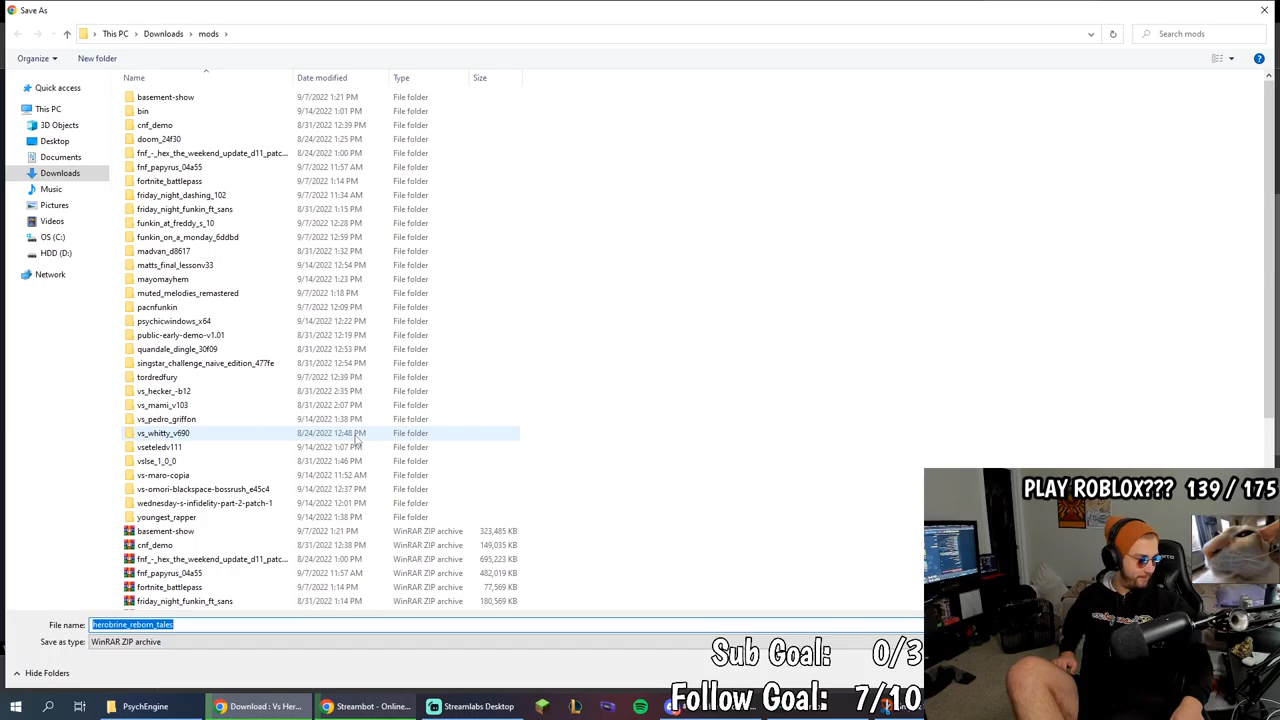 Save As
This PC > Downloads > mods >
Search mods
Organize
New folder
Name Date modified Type Size
Quick access
This PC
3D Objects
Desktop
Documents
Downloads
Music
Pictures
Videos
OS (C:)
HDD (D:)
Network
basement-show 9/7/2022 1:21 PM File folder
bin 9/14/2022 1:01 PM File folder
cnf_demo 8/31/2022 12:39 PM File folder
doom_24f30 8/24/2022 1:25 PM File folder
fnf_-_hex_the_weekend_update_d11_patc... 8/24/2022 1:00 PM File folder
fnf_papyrus_04a55 9/7/2022 11:57 AM File folder
fortnite_battlepass 9/7/2022 1:14 PM File folder
friday_night_dashing_102 9/7/2022 11:34 AM File folder
friday_night_funkin_ft_sans 8/31/2022 1:15 PM File folder
funkin_at_freddy_s_10 9/7/2022 12:28 PM File folder
funkin_on_a_monday_6ddbd 9/7/2022 12:59 PM File folder
madvan_d8617 8/31/2022 1:32 PM File folder
matts_final_lessonv33 9/14/2022 12:54 PM File folder
mayomayhem 9/14/2022 1:23 PM File folder
muted_melodies_remastered 9/7/2022 1:18 PM File folder
pacnfunkin 9/7/2022 12:09 PM File folder
psychicwindows_x64 9/14/2022 12:22 PM File folder
public-early-demo-v1.01 8/31/2022 12:19 PM File folder
quandale_dingle_30f09 8/31/2022 12:53 PM File folder
singstar_challenge_naive_edition_477fe 8/31/2022 12:54 PM File folder
tordredfury 9/7/2022 12:39 PM File folder
vs_hecker_-b12 8/31/2022 2:35 PM File folder
vs_mami_v103 8/31/2022 2:07 PM File folder
vs_pedro_griffon 9/14/2022 1:38 PM File folder
vs_whitty_v690 8/24/2022 12:48 PM File folder
vseteledv111 9/14/2022 1:07 PM File folder
vslse_1_0_0 8/31/2022 1:46 PM File folder
vs-maro-copia 9/14/2022 11:52 AM File folder
vs-omori-blackspace-bossrush_e45c4 9/14/2022 12:37 PM File folder
wednesday-s-infidelity-part-2-patch-1 9/14/2022 12:01 PM File folder
youngest_rapper 9/14/2022 1:38 PM File folder
basement-show 9/7/2022 1:21 PM WinRAR ZIP archive 323,485 KB
cnf_demo 8/31/2022 12:38 PM WinRAR ZIP archive 149,035 KB
fnf_-_hex_the_weekend_update_d11_patc... 8/24/2022 1:00 PM WinRAR ZIP archive 695,223 KB
fnf_papyrus_04a55 9/7/2022 11:57 AM WinRAR ZIP archive 482,019 KB
fortnite_battlepass 9/7/2022 1:14 PM WinRAR ZIP archive 77,569 KB
friday_night_funkin_ft_sans 8/31/2022 1:14 PM WinRAR ZIP archive 180,569 KB
PLAY ROBLOX??? 139 / 175
File name: herobrine_reborn_tales
Save as type: WinRAR ZIP archive
Sub Goal: 0/3
Hide Folders
Follow Goal: 7/10
PsychEngine
Download : Vs Her...
Streambot - Online...
Streamlabs Desktop